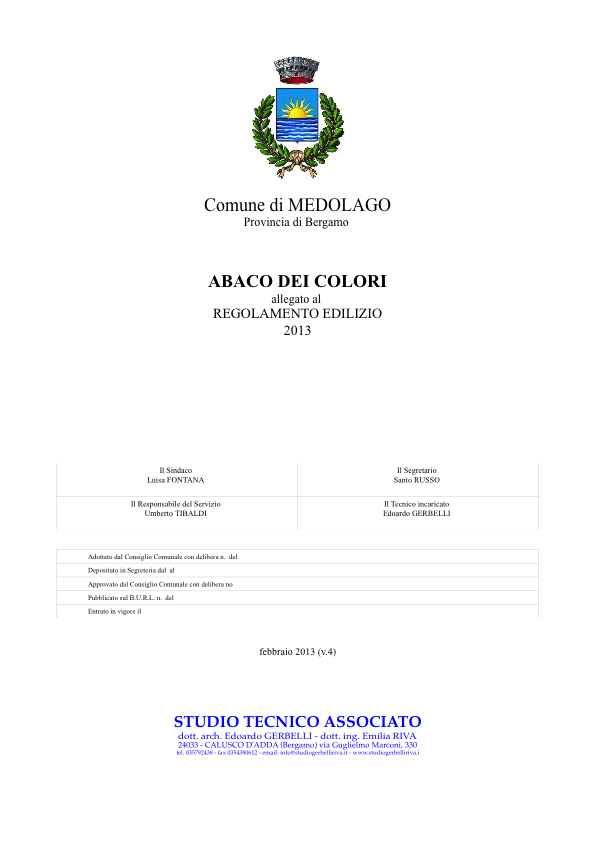 Comune di MEDOLAGO
Provincia di Bergamo
ABACO DEI COLORI
allegato al
REGOLAMENTO EDILIZIO
2013
Il Sindaco
Luisa FONTANA
Il Segretario
Santo RUSSO
Il Responsabile del Servizio
Umberto TIBALDI
Il Tecnico incaricato
Edoardo GERBELLI
Adottato dal Consiglio Comunale con delibera n.  del
Depositato in Segreteria dal  al
Approvato dal Consiglio Comunale con delibera no
Pubblicato sul B.U.R.L. n.  del
Entrato in vigore il
febbraio 2013 (v.4)
STUDIO TECNICO ASSOCIATO
dott. arch. Edoardo GERBELLI - dott. ing. Emilia RIVA
24033 - CALUSCO D'ADDA (Bergamo) via Guglielmo Marconi, 330
tel. 035792438 - fax 0354380612 - email: info@studiogerbelliriva.it - www.studiogerbelliriva.i